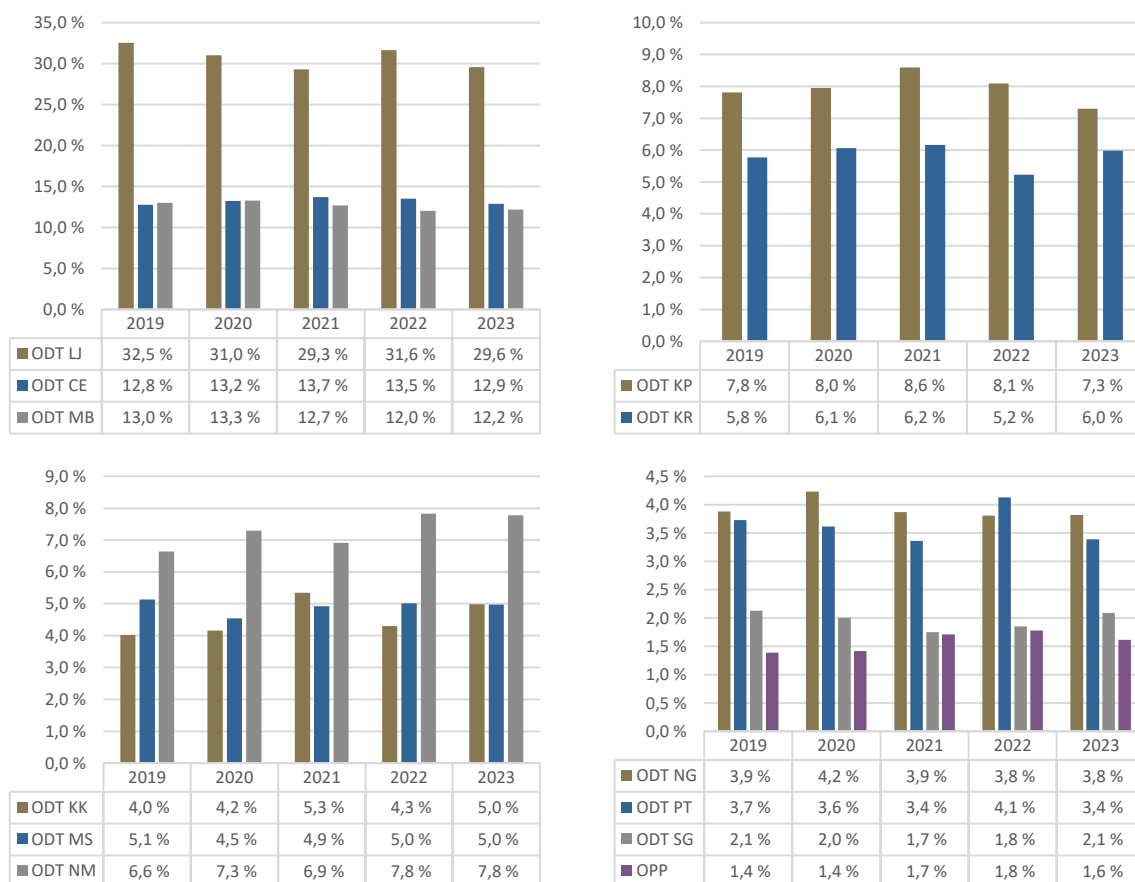 35,0 %
30,0 %
25,0 %
20,0 %
15,0 %
10,0 %
5,0 %
0,0 %
2019 2020 2021 2022 2023
ODT LJ 32,5 % 31,0 % 29,3 % 31,6 % 29,6 %
ODT CE 12,8 % 13,2 % 13,7 % 13,5 % 12,9 %
ODT MB 13,0 % 13,3 % 12,7 % 12,0 % 12,2 %
10,0 %
9,0 %
8,0 %
7,0 %
6,0 %
5,0 %
4,0 %
3,0 %
2,0 %
1,0 %
0,0 %
2019 2020 2021 2022 2023
ODT KP 7,8 % 8,0 % 8,6 % 8,1 % 7,3 %
ODT KR 5,8 % 6,1 % 6,2 % 5,2 % 6,0 %
9,0 %
8,0 %
7,0 %
6,0 %
5,0 %
4,0 %
3,0 %
2,0 %
1,0 %
0,0 %
2019 2020 2021 2022 2023
ODT KK 4,0 % 4,2 % 5,3 % 4,3 % 5,0 %
ODT MS 5,1 % 4,5 % 4,9 % 5,0 % 5,0 %
ODT NM 6,6 % 7,3 % 6,9 % 7,8 % 7,8 %
4,5 %
4,0 %
3,5 %
3,0 %
2,5 %
2,0 %
1,5 %
1,0 %
0,5 %
0,0 %
2019 2020 2021 2022 2023
ODT NG 3,9 % 4,2 % 3,9 % 3,8 % 3,8 %
ODT PT 3,7 % 3,6 % 3,4 % 4,1 % 3,4 %
ODT SG 2,1 % 2,0 % 1,7 % 1,8 % 2,1 %
OPP 1,4 % 1,4 % 1,7 % 1,8 % 1,6 %